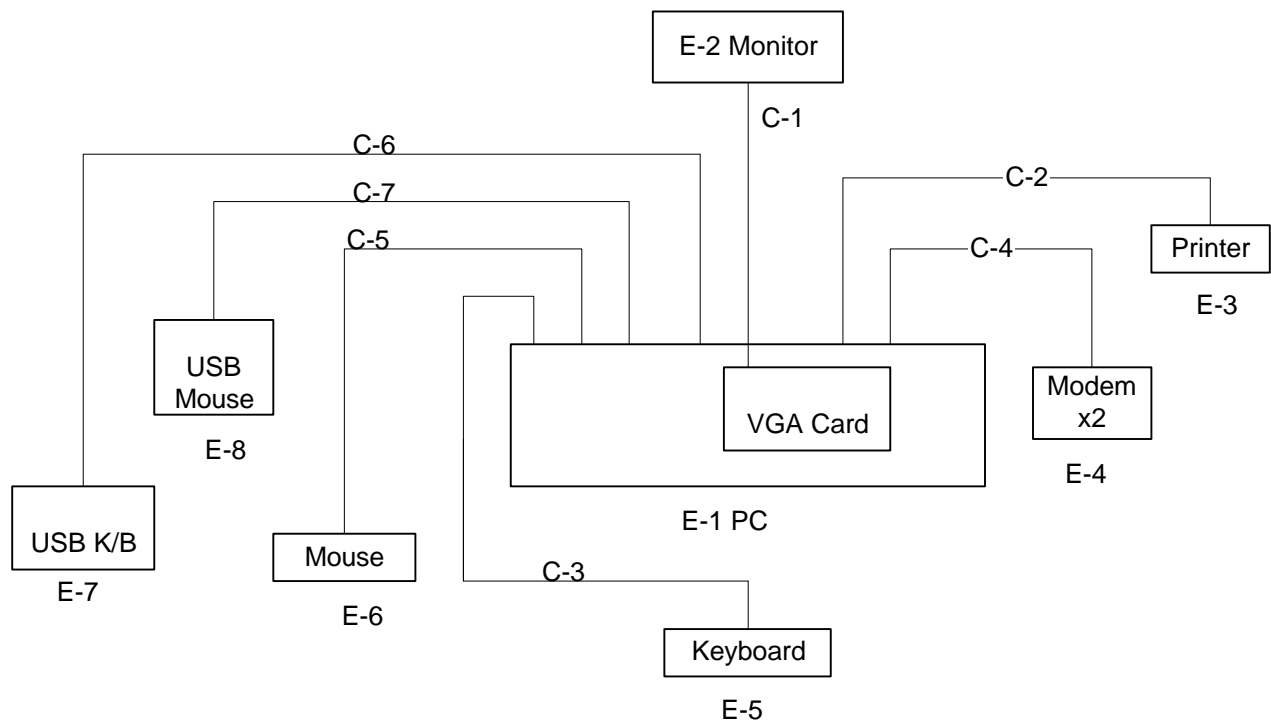 E-2 Monitor
C-1
C-6
C-2
C-7
C-5
C-4
Printer
E-3
USB
Mouse
Modem
x2
VGA Card
E-8
E-4
E-1 PC
USB K/B
Mouse
C-3
E-7
E-6
Keyboard
E-5